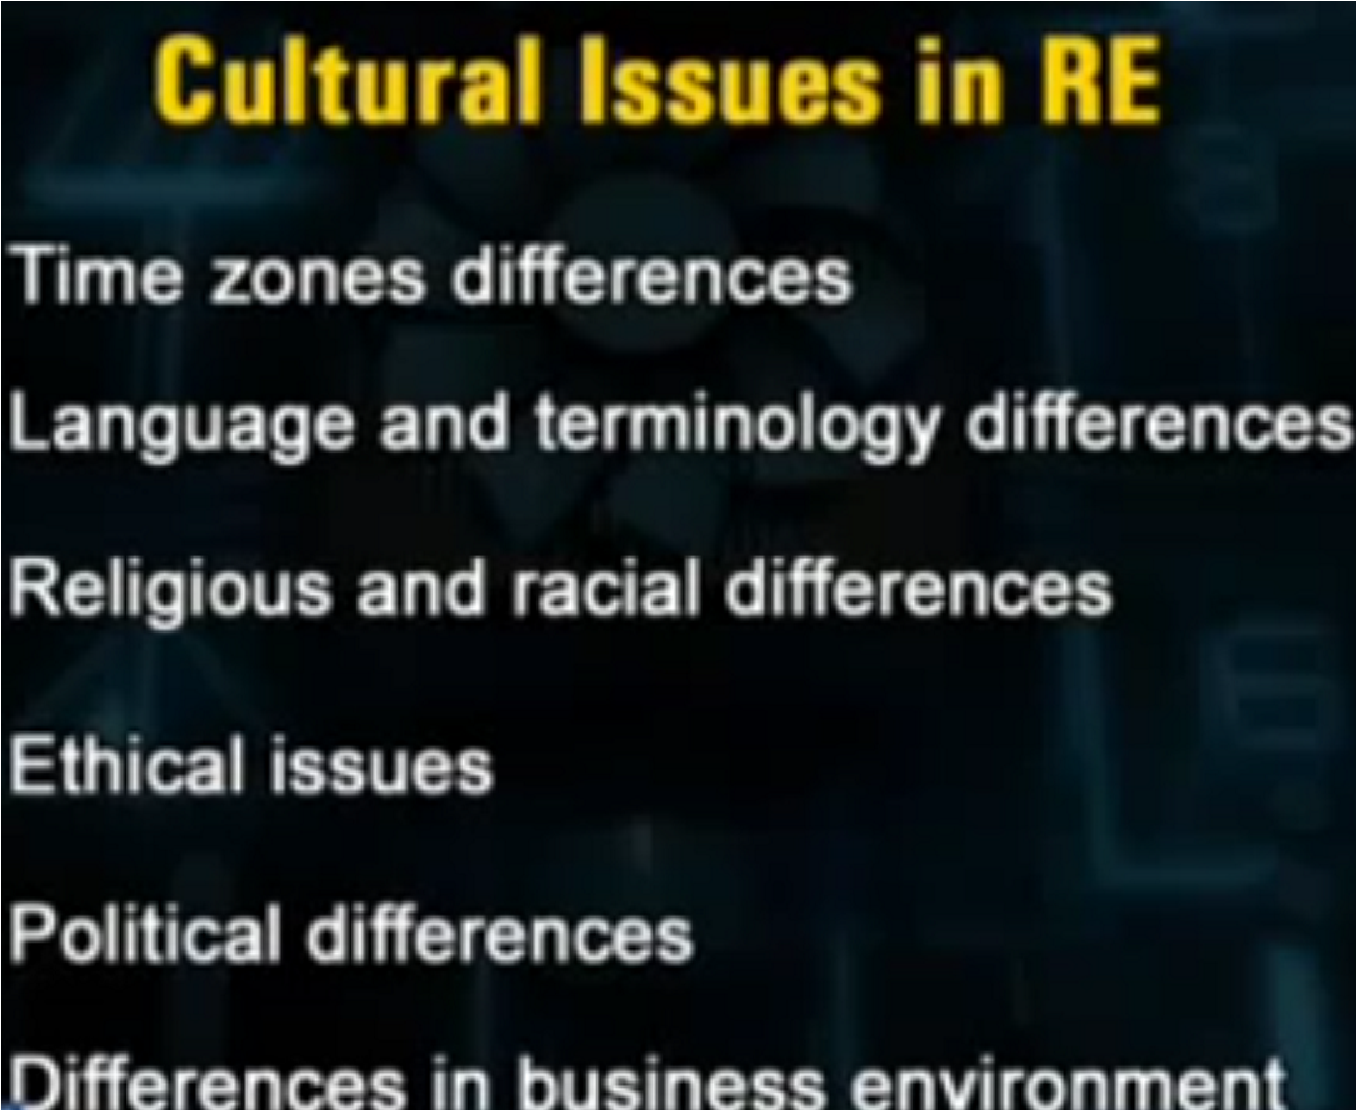 Cultural Issues in RE
Time zones differences
Language and terminology differences
Religious and racial differences
Ethical issues
Political differences
Differences in business environment